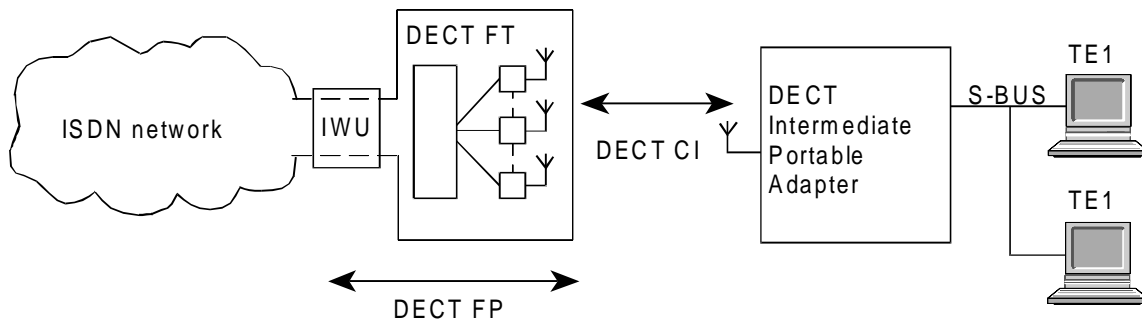 DECT FT
TE1
ISDN network
IWU
DECT CI
DECT
Intermediate
Portable
Adapter
S-BUS
TE1
DECT FP